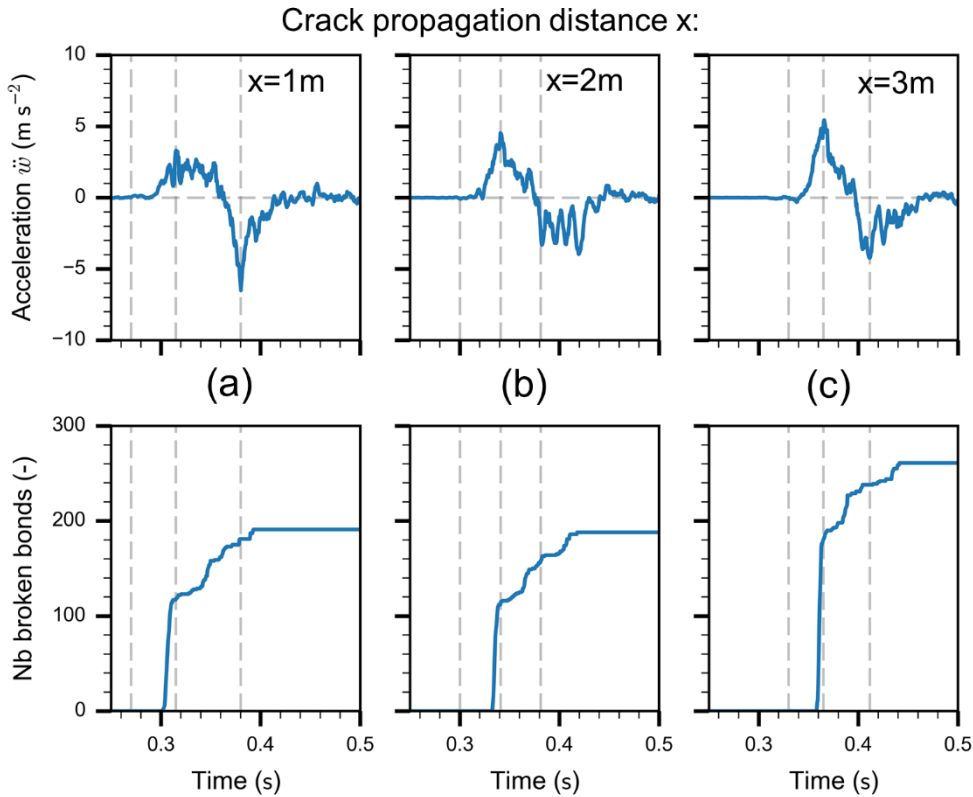 Crack propagation distance x:
x=1m
x=2m
x=3m
10
5
0
−5
−10
Acceleration ẅ (m s⁻²)
(a)
(b)
(c)
300
200
100
0
Nb broken bonds (-)
0.3 0.4 0.5
0.3 0.4 0.5
0.3 0.4 0.5
Time (s)
Time (s)
Time (s)